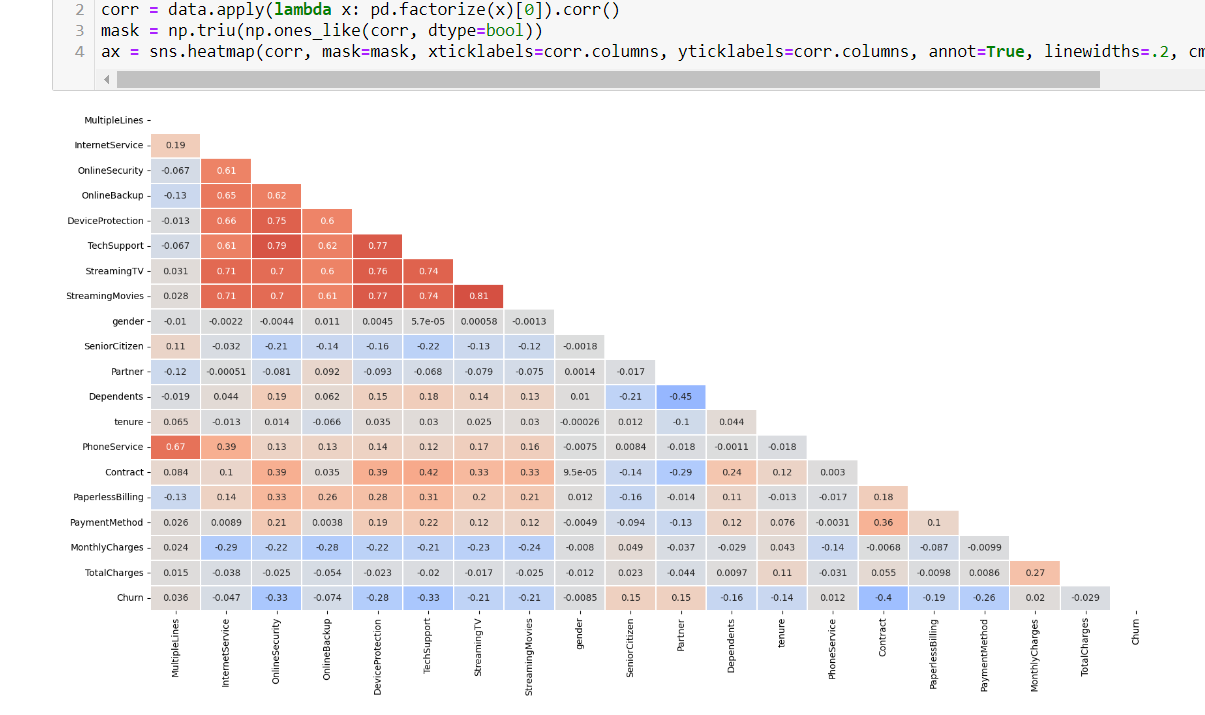 2 corr = data.apply(lambda x: pd.factorize(x)[0]).corr()
3 mask = np.triu(np.ones_like(corr, dtype=bool))
4 ax = sns.heatmap(corr, mask=mask, xticklabels=corr.columns, yticklabels=corr.columns, annot=True, linewidths=.2, cm
MultipleLines
InternetService 0.19
OnlineSecurity -0.067 0.61
OnlineBackup -0.13 0.65 0.62
DeviceProtection -0.013 0.66 0.75 0.6
TechSupport -0.067 0.61 0.79 0.62 0.77
StreamingTV 0.031 0.71 0.7 0.6 0.76 0.74
StreamingMovies 0.028 0.71 0.7 0.61 0.77 0.74 0.81
gender -0.01 -0.0022 -0.0044 0.011 0.0045 5.7e-05 0.00058 -0.0013
SeniorCitizen 0.11 -0.032 -0.21 -0.14 -0.16 -0.22 -0.13 -0.12 -0.0018
Partner -0.12 -0.00051 -0.081 0.092 -0.093 -0.068 -0.079 -0.075 0.0014 -0.017
Dependents -0.019 0.044 0.19 0.062 0.15 0.18 0.14 0.13 0.01 -0.21 -0.45
tenure 0.065 -0.013 0.014 -0.066 0.035 0.03 0.025 0.03 -0.00026 0.012 -0.1 0.044
PhoneService 0.67 0.39 0.13 0.13 0.14 0.12 0.17 0.16 -0.0075 0.0084 -0.018 -0.0011 -0.018
Contract 0.084 0.1 0.39 0.035 0.39 0.42 0.33 0.33 9.5e-05 -0.14 -0.29 0.24 0.12 0.003
PaperlessBilling -0.13 0.14 0.33 0.26 0.28 0.31 0.2 0.21 0.012 -0.16 -0.014 0.11 -0.013 -0.017 0.18
PaymentMethod 0.026 0.0089 0.21 0.0038 0.19 0.22 0.12 0.12 -0.0049 -0.094 -0.13 0.12 0.076 -0.0031 0.36 0.1
MonthlyCharges 0.024 -0.29 -0.22 -0.28 -0.22 -0.21 -0.23 -0.24 -0.008 0.049 -0.037 -0.029 0.043 -0.14 -0.0068 -0.087 -0.0099
TotalCharges 0.015 -0.038 -0.025 -0.054 -0.023 -0.02 -0.017 -0.025 -0.012 0.023 -0.044 0.0097 0.11 -0.031 0.055 -0.0098 0.0086 0.27
Churn 0.036 -0.047 -0.33 -0.074 -0.28 -0.33 -0.21 -0.21 -0.0085 0.15 0.15 -0.16 -0.14 0.012 -0.4 -0.19 -0.26 0.02 -0.029
MultipleLines
InternetService
OnlineSecurity
OnlineBackup
DeviceProtection
TechSupport
StreamingTV
StreamingMovies
gender
SeniorCitizen
Partner
Dependents
tenure
PhoneService
Contract
PaperlessBilling
PaymentMethod
MonthlyCharges
TotalCharges
Churn